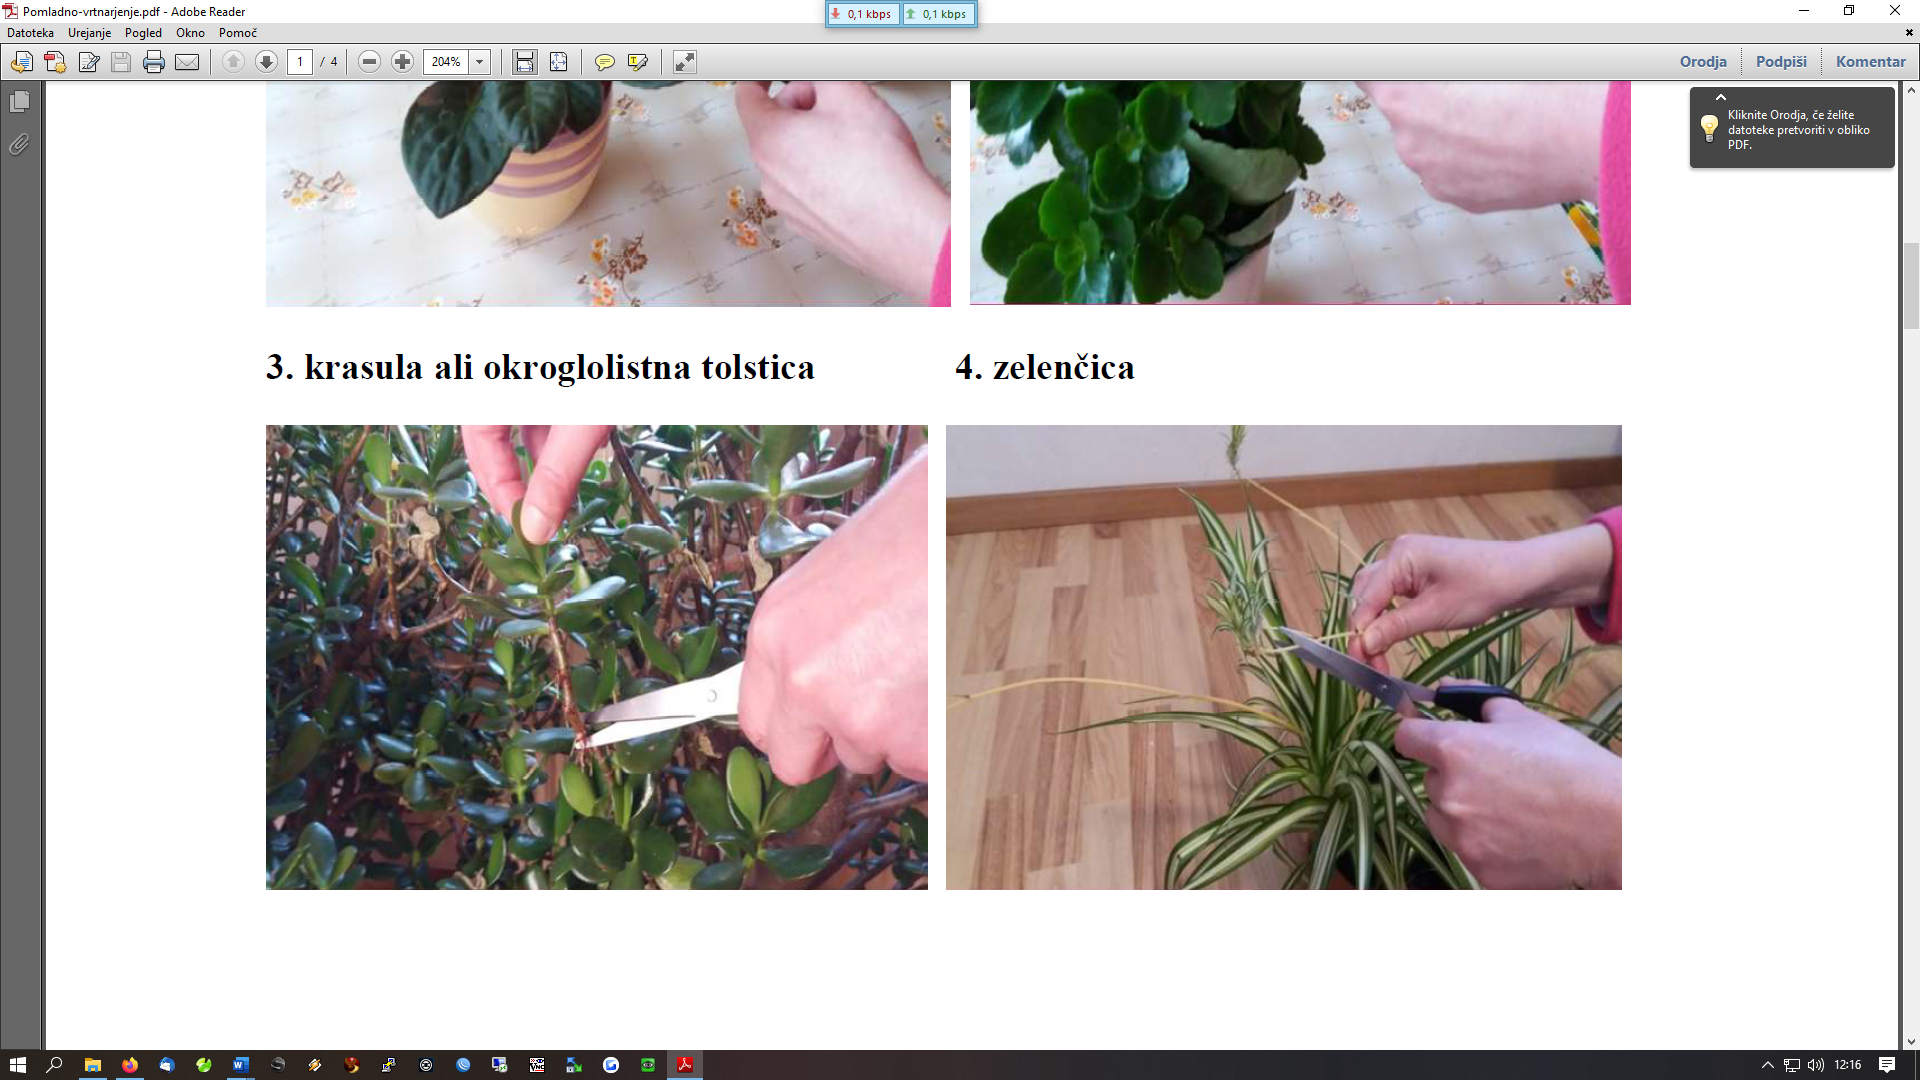 Pomladno-vrtnarjenje.pdf - Adobe Reader
0,1 kbps 0,1 kbps
Datoteka Urejanje Pogled Okno Pomoč
1 / 4 204% Orodja Podpiši Komentar
Kliknite Orodja, če želite
datoteke pretvoriti v obliko
PDF.
3. krasula ali okroglolistna tolstica 4. zelenčica
12:16